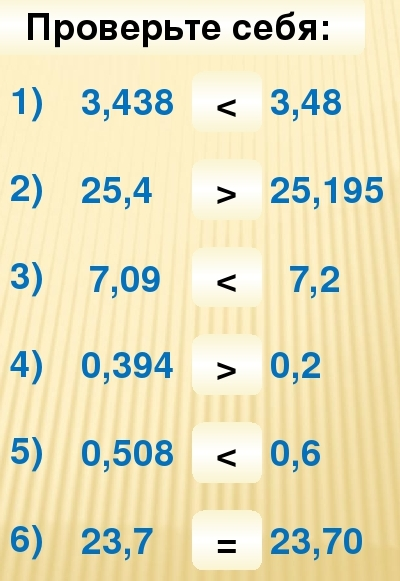 Проверьте себя:
1) 3,438 < 3,48
2) 25,4 > 25,195
3) 7,09 < 7,2
4) 0,394 > 0,2
5) 0,508 < 0,6
6) 23,7 = 23,70